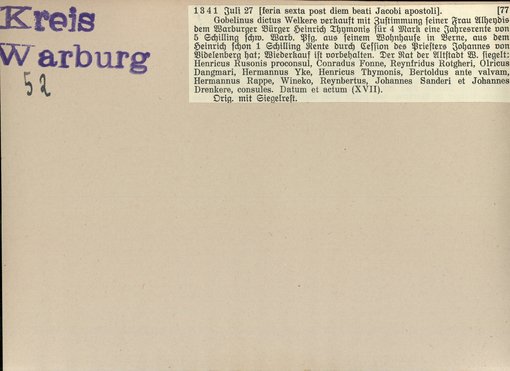 Kreis
Warburg
52
1341 Juli 27 [feria sexta post diem beati Jacobi apostoli]. [77
Gobelinus dictus Welkere verkauft mit Zustimmung seiner Frau Alheydis
dem Warburger Bürger Heinrich Thymonis für 4 Mark eine Jahresrente von
5 Schilling schw. Warb. Pfg. aus seinem Wohnhause in Berne, aus dem
Heinrich schon 1 Schilling Rente durch Cession des Priesters Johannes von
Bidesenberg hat; Wiederkauf ist vorbehalten. Der Rat der Altstadt W. siegelt:
Henricus Rusonis proconsul, Conradus Fonne, Reynfridus Rotgheri, Olricus
Dangmari, Hermannus Yke, Henricus Thymonis, Bertoldus ante valvam,
Hermannus Rappe, Wineko, Reynbertus, Johannes Sanderi et Johannes
Drenkere, consules. Datum et actum (XVII).
Orig. mit Siegelrest.